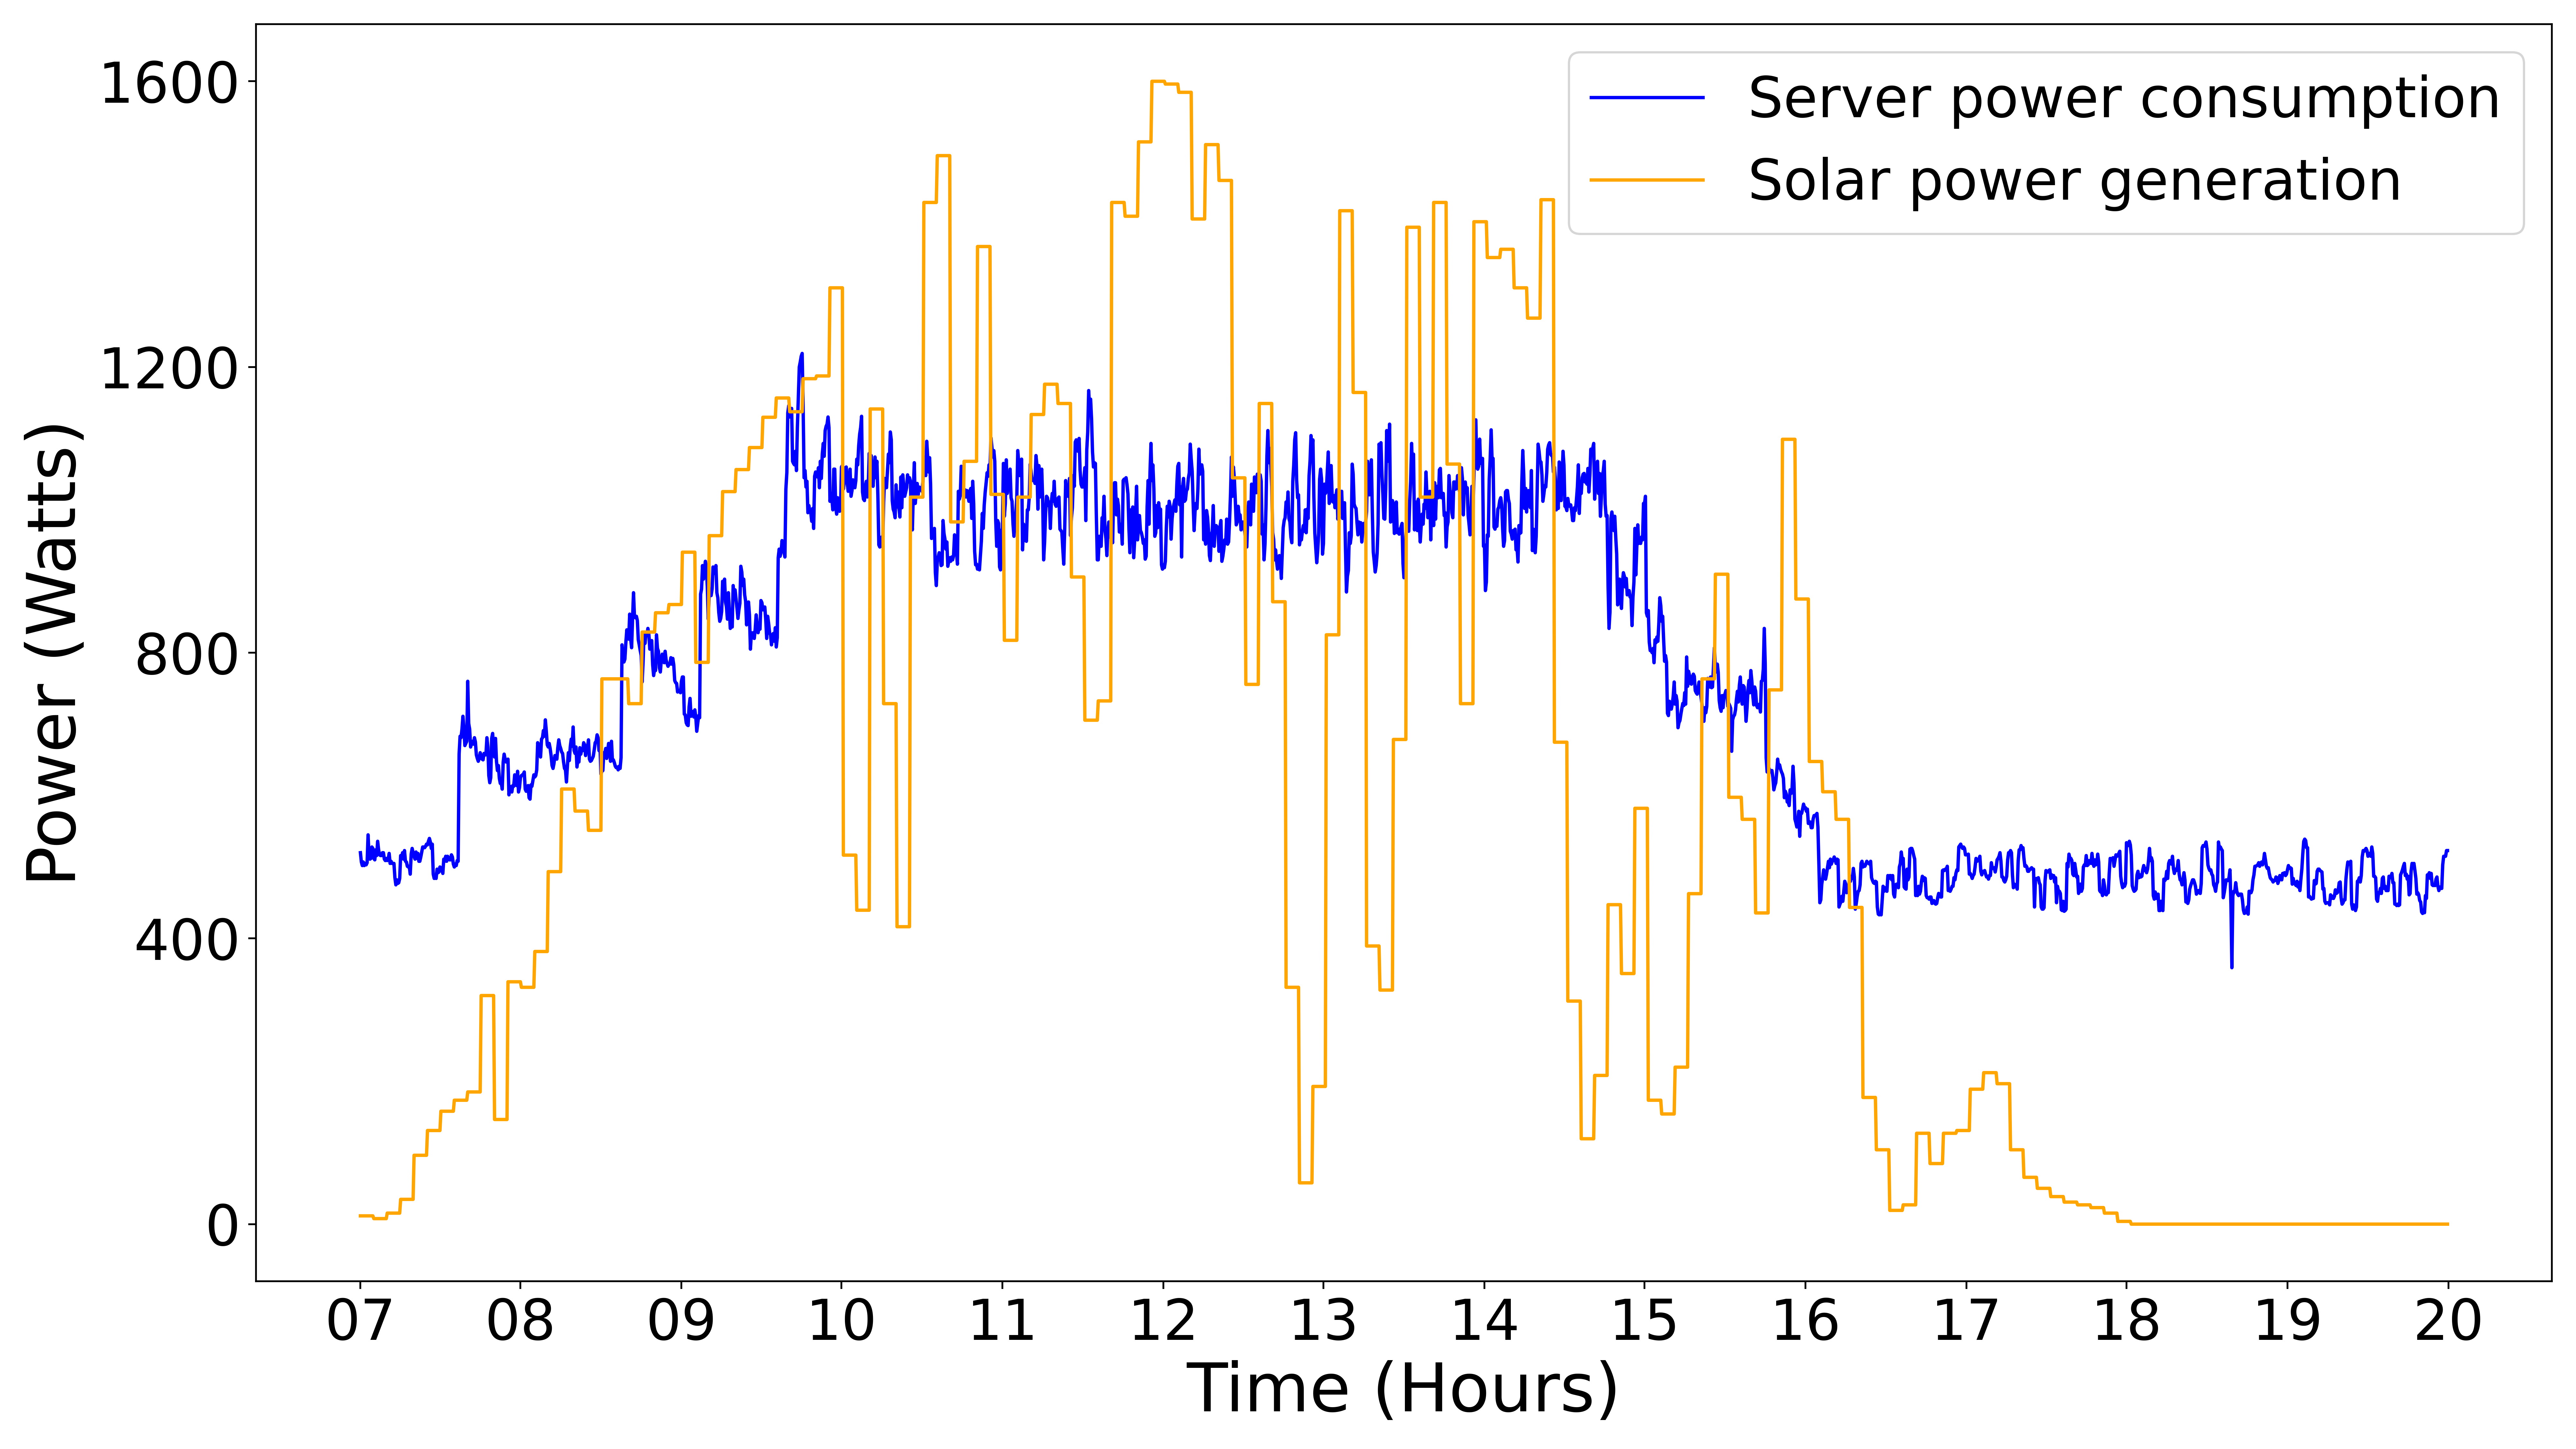 Power (Watts)
1600
1200
800
400
0
Server power consumption
Solar power generation
07 08 09 10 11 12 13 14 15 16 17 18 19 20
Time (Hours)